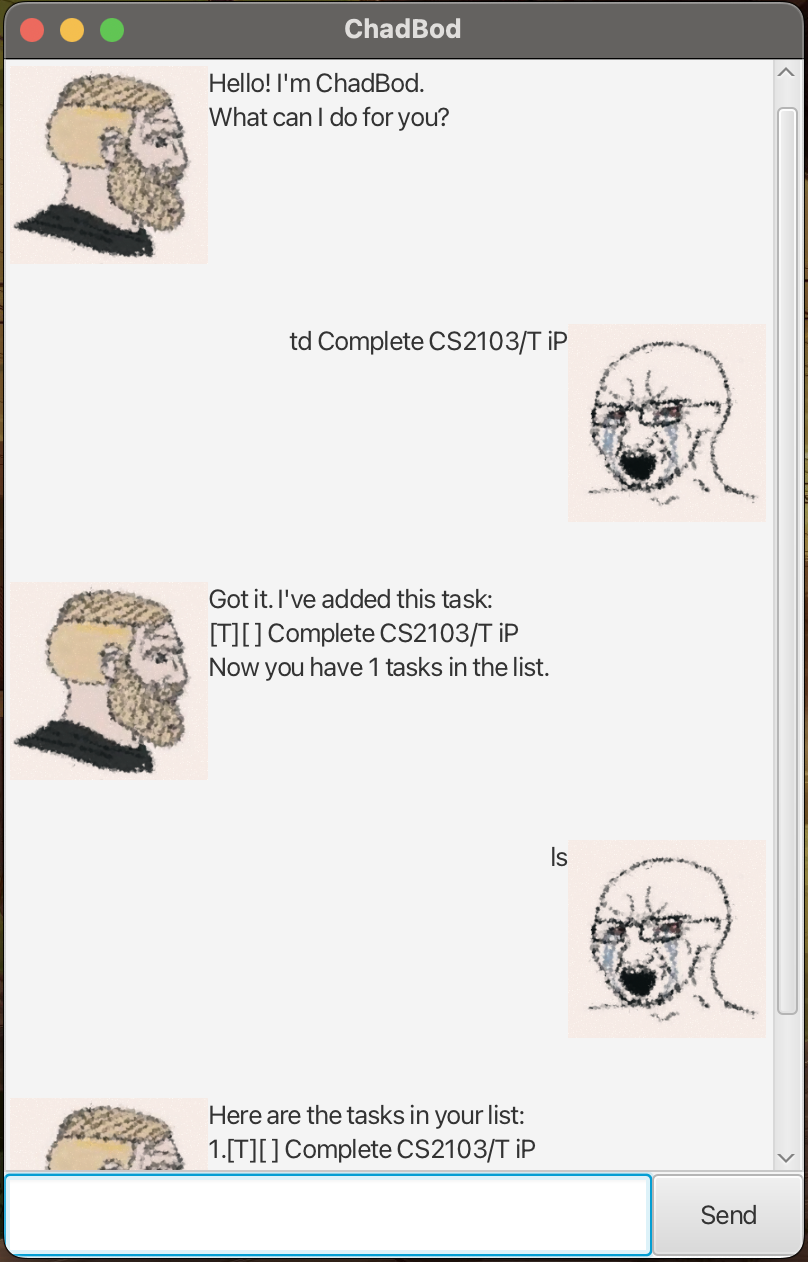 ChadBod
Hello! I'm ChadBod.
What can I do for you?
td Complete CS2103/T iP
Got it. I've added this task:
[T][ ] Complete CS2103/T iP
Now you have 1 tasks in the list.
ls
Here are the tasks in your list:
1.[T][ ] Complete CS2103/T iP
Send